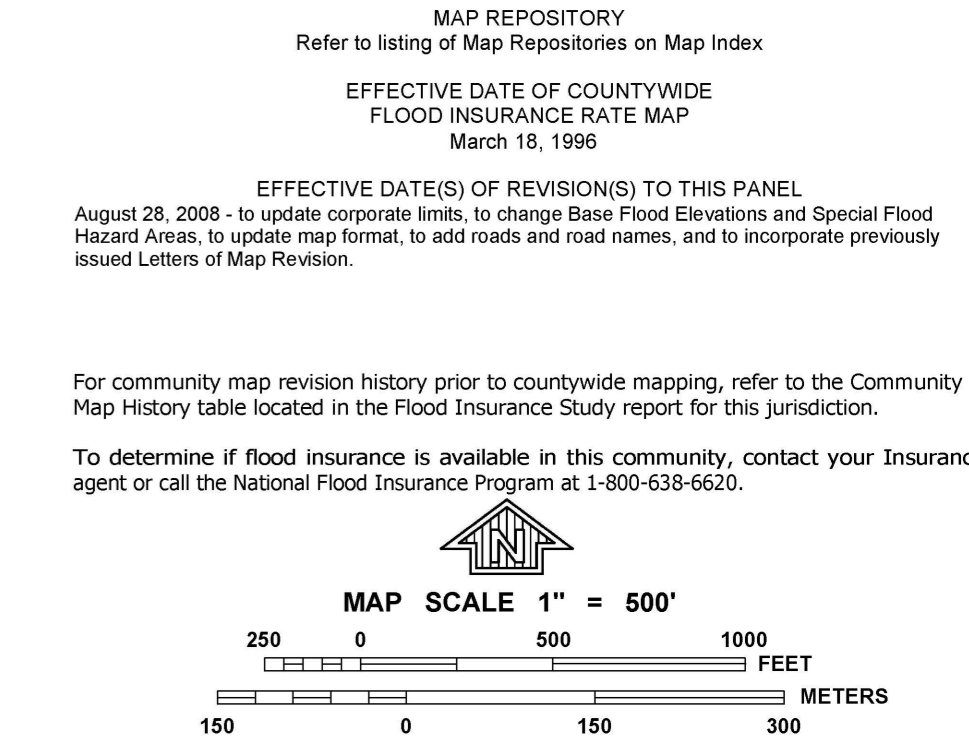 MAP REPOSITORY
Refer to listing of Map Repositories on Map Index
EFFECTIVE DATE OF COUNTYWIDE
FLOOD INSURANCE RATE MAP
March 18, 1996
EFFECTIVE DATE(S) OF REVISION(S) TO THIS PANEL
August 28, 2008 - to update corporate limits, to change Base Flood Elevations and Special Flood
Hazard Areas, to update map format, to add roads and road names, and to incorporate previously
issued Letters of Map Revision.
For community map revision history prior to countywide mapping, refer to the Community
Map History table located in the Flood Insurance Study report for this jurisdiction.
To determine if flood insurance is available in this community, contact your Insuranc
agent or call the National Flood Insurance Program at 1-800-638-6620.
N
MAP SCALE 1" = 500'
250 0 500 1000
FEET
METERS
150 0 150 300